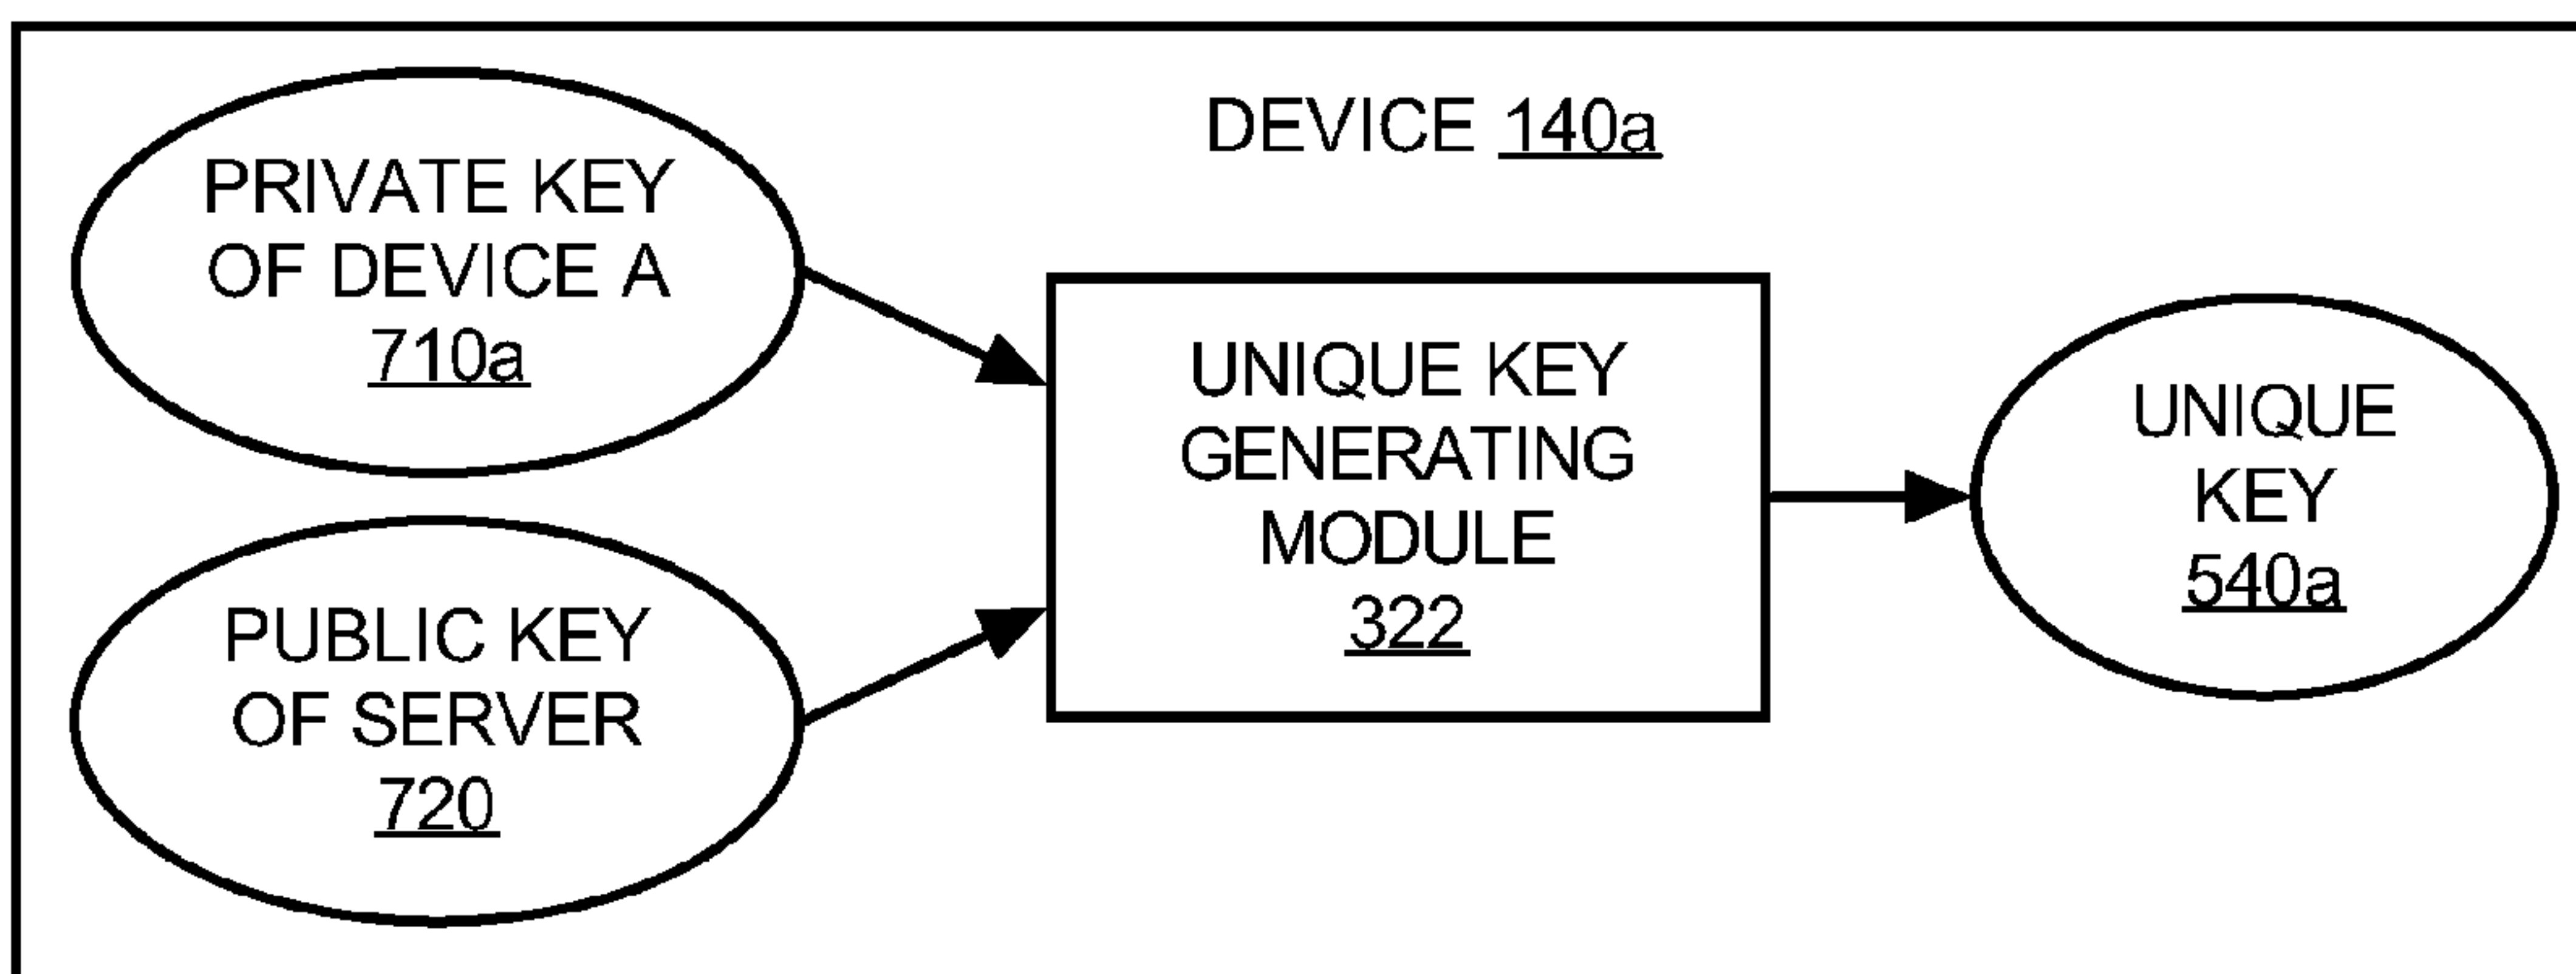 DEVICE 140a
PRIVATE KEY
OF DEVICE A
710a
PUBLIC KEY
OF SERVER
720
UNIQUE KEY
GENERATING
MODULE
322
UNIQUE
KEY
540a